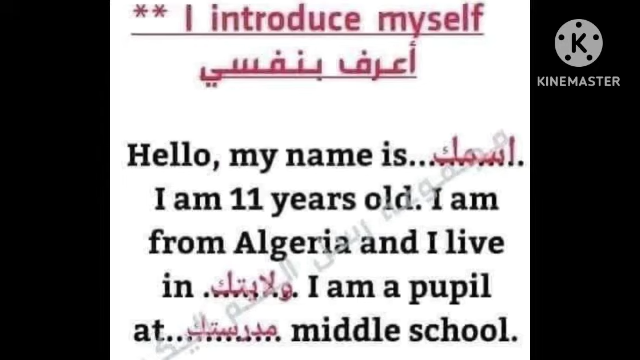 ** I introduce myself
أعرف بنفسي
KINEMASTER
Hello, my name is...اسمك.
I am 11 years old. I am
from Algeria and I live
in .ولايتك. I am a pupil
at..مدرستك... middle school.